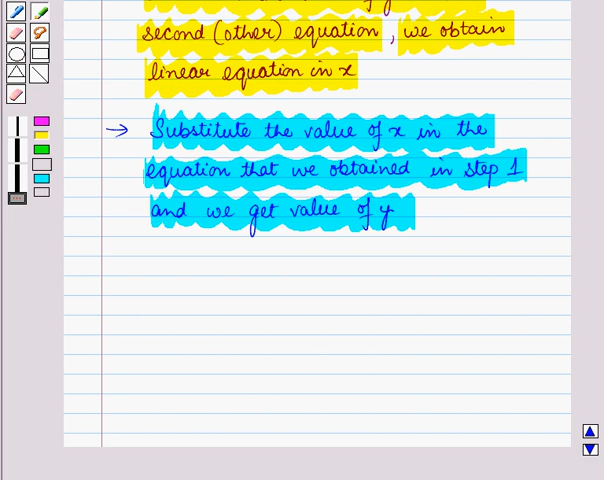 second (other) equation, we obtain
linear equation in x
→ Substitute the value of x in the
equation that we obtained in step 1
and we get value of y